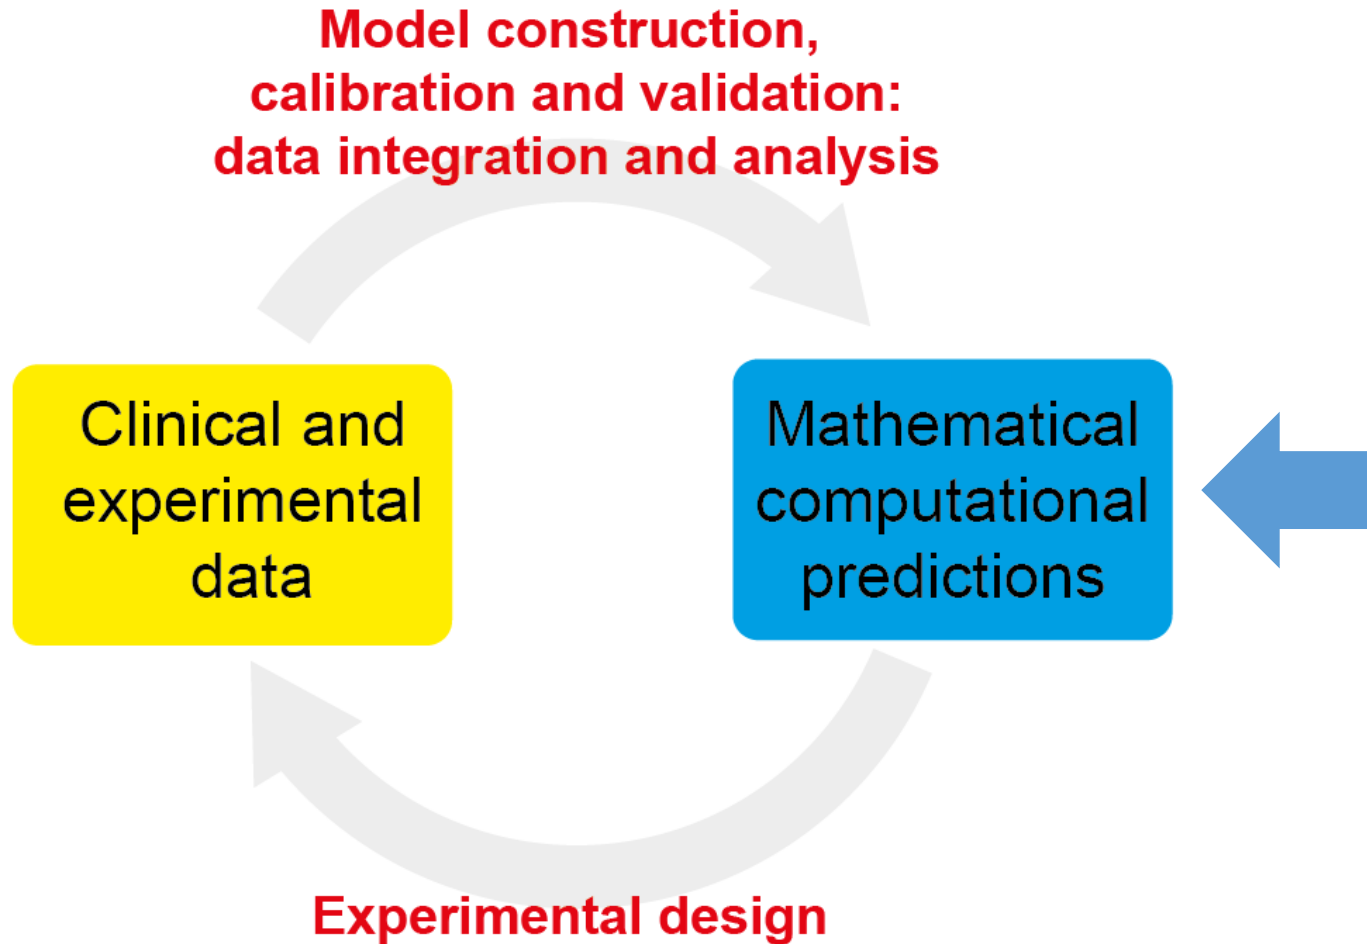 Model construction,
calibration and validation:
data integration and analysis
Clinical and
experimental
data
Mathematical
computational
predictions
Experimental design